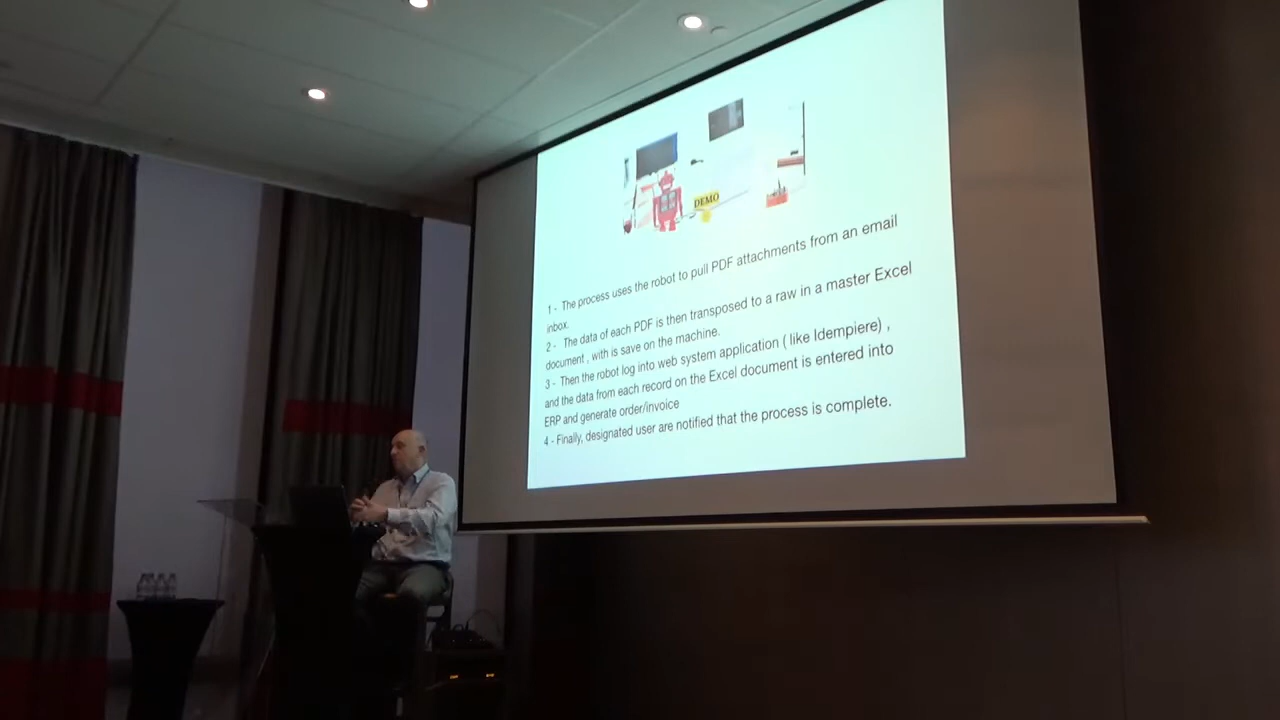 DEMO
1 - The process uses the robot to pull PDF attachments from an email
inbox.
2 - The data of each PDF is then transposed to a raw in a master Excel
document , with is save on the machine.
3 - Then the robot log into web system application ( like Idempiere) ,
and the data from each record on the Excel document is entered into
ERP and generate order/invoice
4 - Finally, designated user are notified that the process is complete.